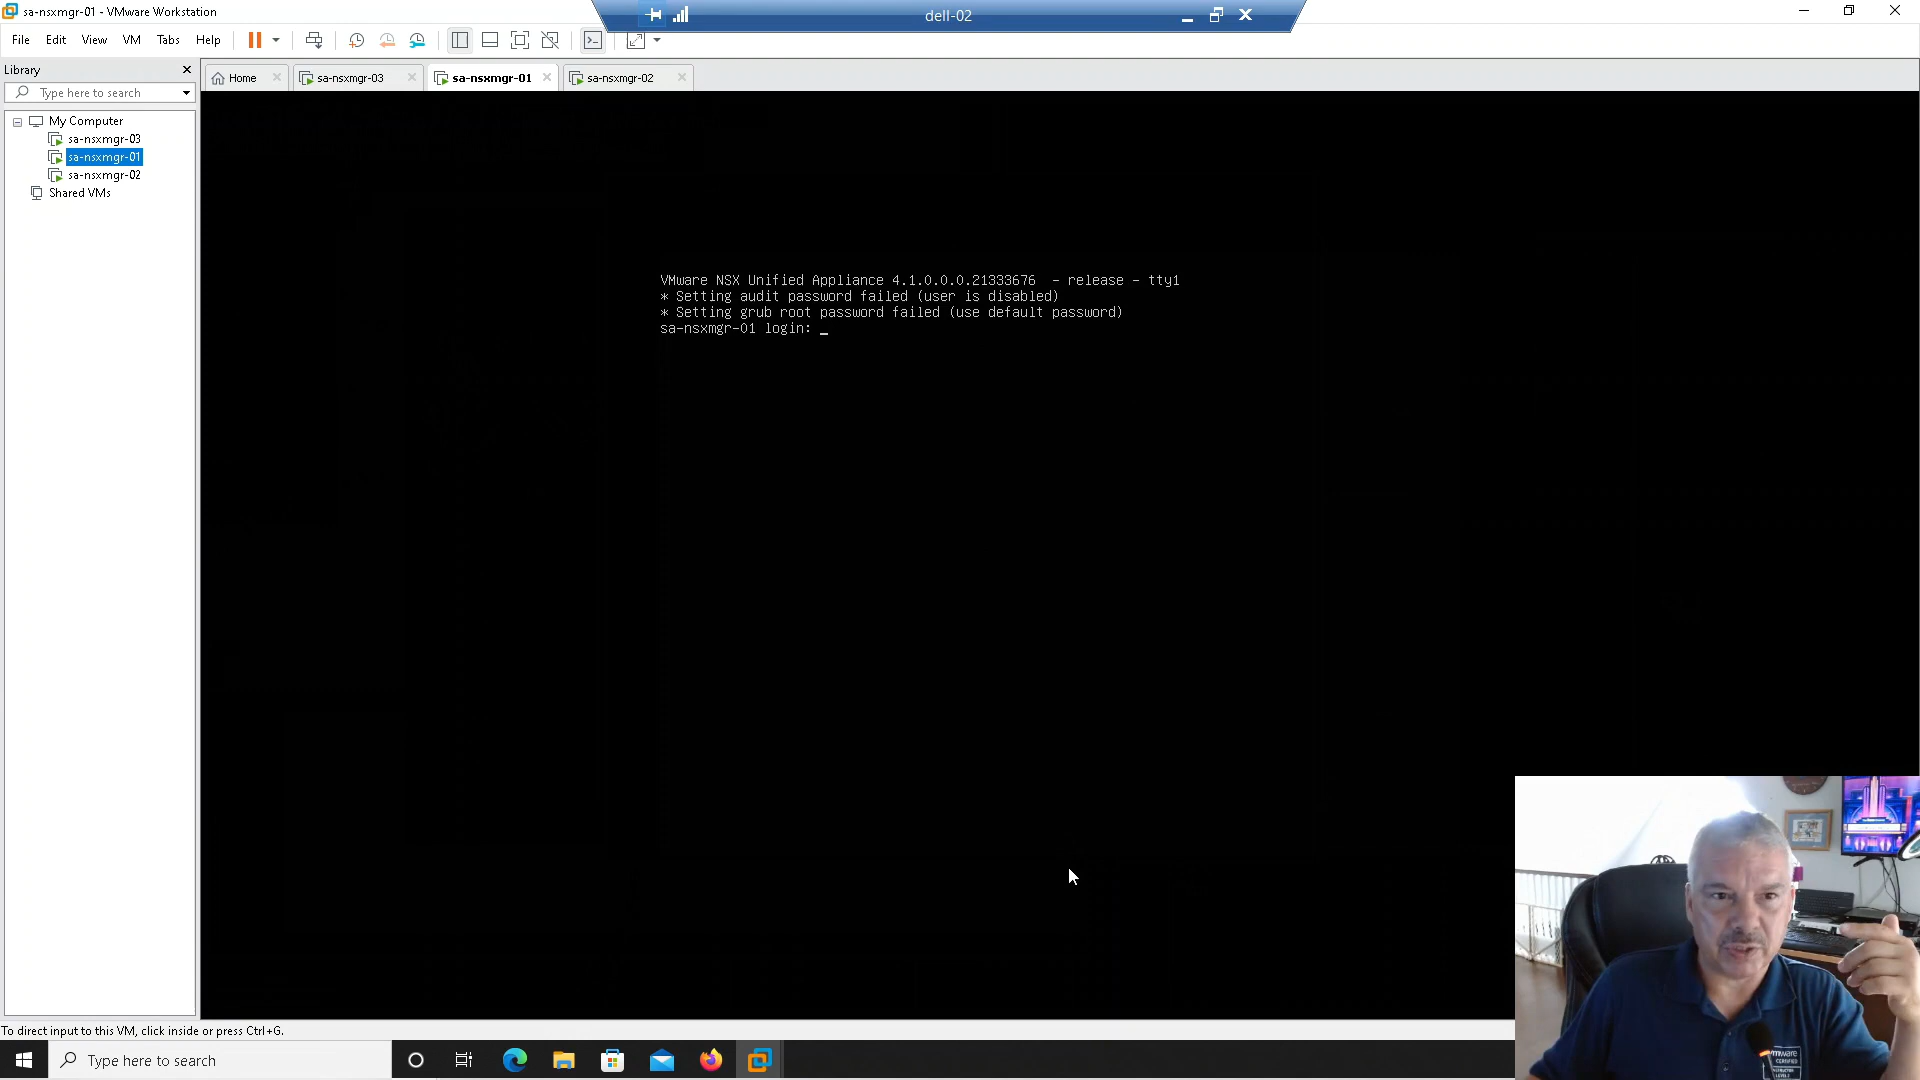 sa-nsxmgr-01 - VMware Workstation
dell-02
File Edit View VM Tabs Help
Library
Type here to search
Home
sa-nsxmgr-03
sa-nsxmgr-01
sa-nsxmgr-02
My Computer
sa-nsxmgr-03
sa-nsxmgr-01
sa-nsxmgr-02
Shared VMs
VMware NSX Unified Appliance 4.1.0.0.0.21333676 - release - tty1
* Setting audit password failed (user is disabled)
* Setting grub root password failed (use default password)
sa-nsxmgr-01 login: _
To direct input to this VM, click inside or press Ctrl+G.
Type here to search
vmware
CERTIFIED